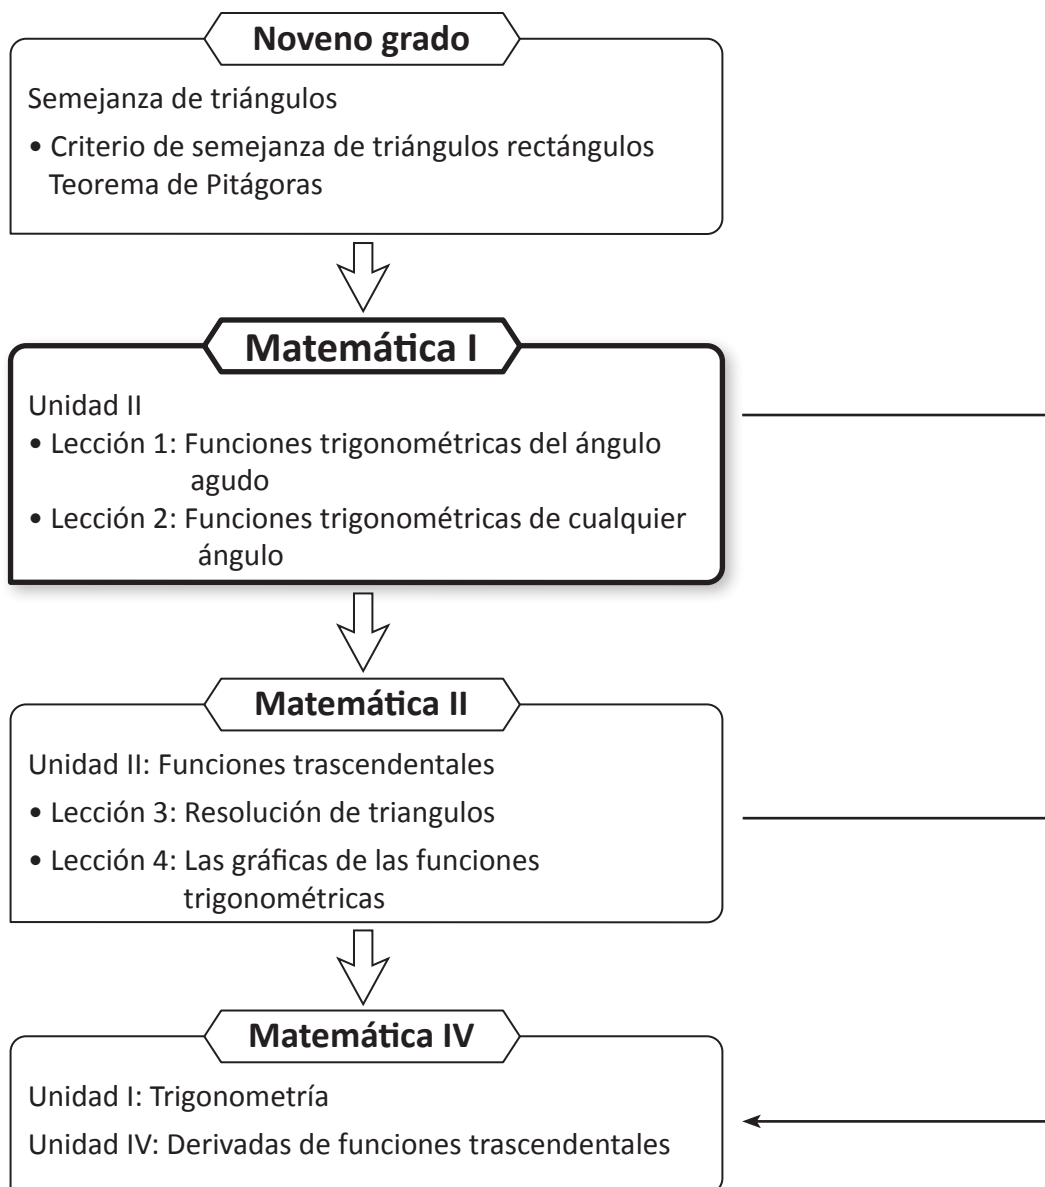 Noveno grado
Semejanza de triángulos
• Criterio de semejanza de triángulos rectángulos
Teorema de Pitágoras
Matemática I
Unidad II
• Lección 1: Funciones trigonométricas del ángulo
agudo
• Lección 2: Funciones trigonométricas de cualquier
ángulo
Matemática II
Unidad II: Funciones trascendentales
• Lección 3: Resolución de triangulos
• Lección 4: Las gráficas de las funciones
trigonométricas
Matemática IV
Unidad I: Trigonometría
Unidad IV: Derivadas de funciones trascendentales